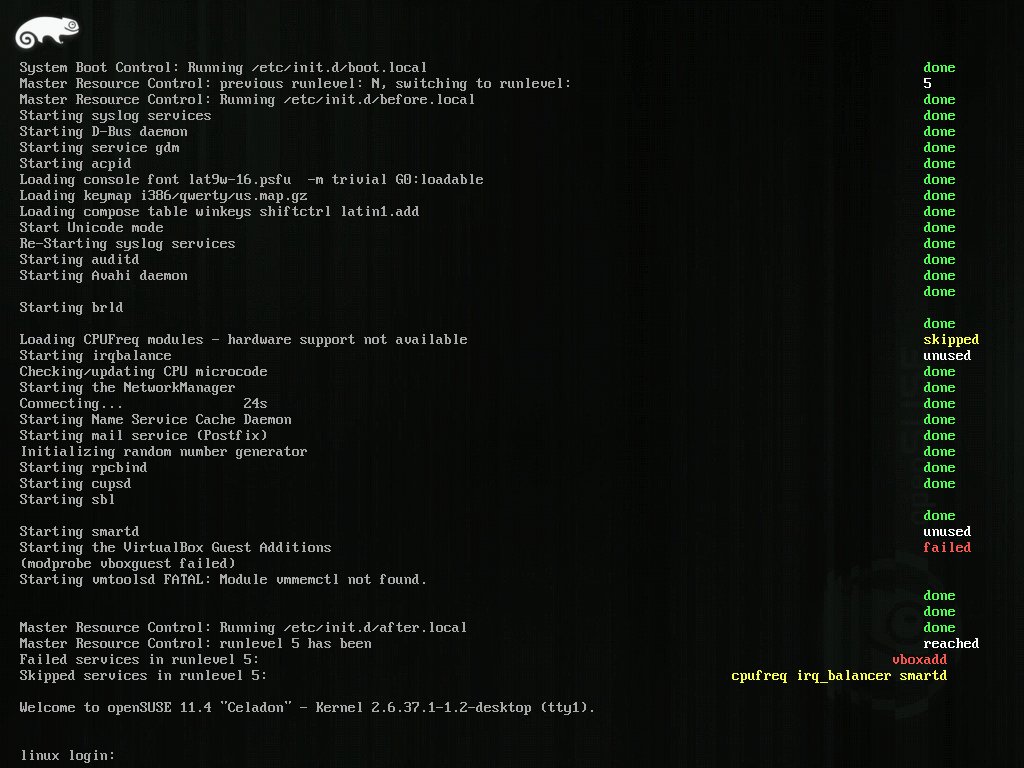 System Boot Control: Running /etc/init.d/boot.local done
Master Resource Control: previous runlevel: N, switching to runlevel: 5
Master Resource Control: Running /etc/init.d/before.local done
Starting syslog services done
Starting D-Bus daemon done
Starting service gdm done
Starting acpid done
Loading console font lat9w-16.psfu  -m trivial G0:loadable done
Loading keymap i386/qwerty/us.map.gz done
Loading compose table winkeys shiftctrl latin1.add done
Start Unicode mode done
Re-Starting syslog services done
Starting auditd done
Starting Avahi daemon done
done
Starting brld
done
Loading CPUFreq modules - hardware support not available skipped
Starting irqbalance unused
Checking/updating CPU microcode done
Starting the NetworkManager done
Connecting... 24s done
Starting Name Service Cache Daemon done
Starting mail service (Postfix) done
Initializing random number generator done
Starting rpcbind done
Starting cupsd done
Starting sbl
done
Starting smartd unused
Starting the VirtualBox Guest Additions failed
(modprobe vboxguest failed)
Starting vmtoolsd FATAL: Module vmmemctl not found.
done
done
Master Resource Control: Running /etc/init.d/after.local done
Master Resource Control: runlevel 5 has been reached
Failed services in runlevel 5: vboxadd
Skipped services in runlevel 5: cpufreq irq_balancer smartd
Welcome to openSUSE 11.4 "Celadon" - Kernel 2.6.37.1-1.2-desktop (tty1).
linux login: